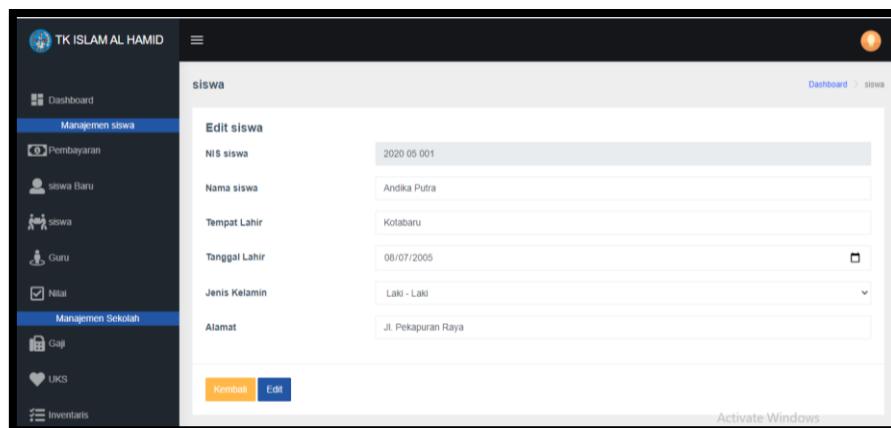 TK ISLAM AL HAMID
siswa
Dashboard > siswa
Dashboard
Manajemen siswa
Pembayaran
siswa Baru
siswa
Guru
Nilai
Manajemen Sekolah
Gaji
UKS
Inventaris
Edit siswa
NIS siswa
2020 05 001
Nama siswa
Andika Putra
Tempat Lahir
Kotabaru
Tanggal Lahir
08/07/2005
Jenis Kelamin
Laki - Laki
Alamat
Jl. Pekapuran Raya
Kembali
Edit
Activate Windows